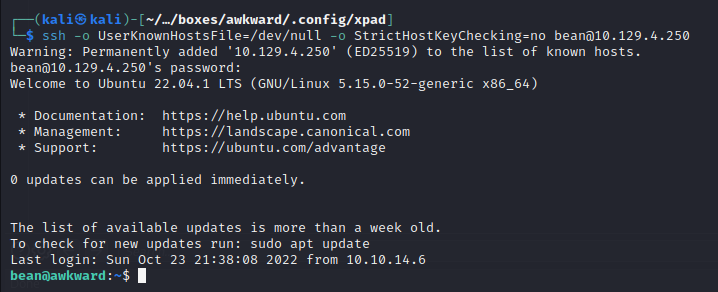 ┌──(kali㉿kali)-[~/…/boxes/awkward/.config/xpad]
└─$ ssh -o UserKnownHostsFile=/dev/null -o StrictHostKeyChecking=no bean@10.129.4.250
Warning: Permanently added '10.129.4.250' (ED25519) to the list of known hosts.
bean@10.129.4.250's password:
Welcome to Ubuntu 22.04.1 LTS (GNU/Linux 5.15.0-52-generic x86_64)
* Documentation:  https://help.ubuntu.com
* Management:     https://landscape.canonical.com
* Support:        https://ubuntu.com/advantage
0 updates can be applied immediately.
The list of available updates is more than a week old.
To check for new updates run: sudo apt update
Last login: Sun Oct 23 21:38:08 2022 from 10.10.14.6
bean@awkward:~$